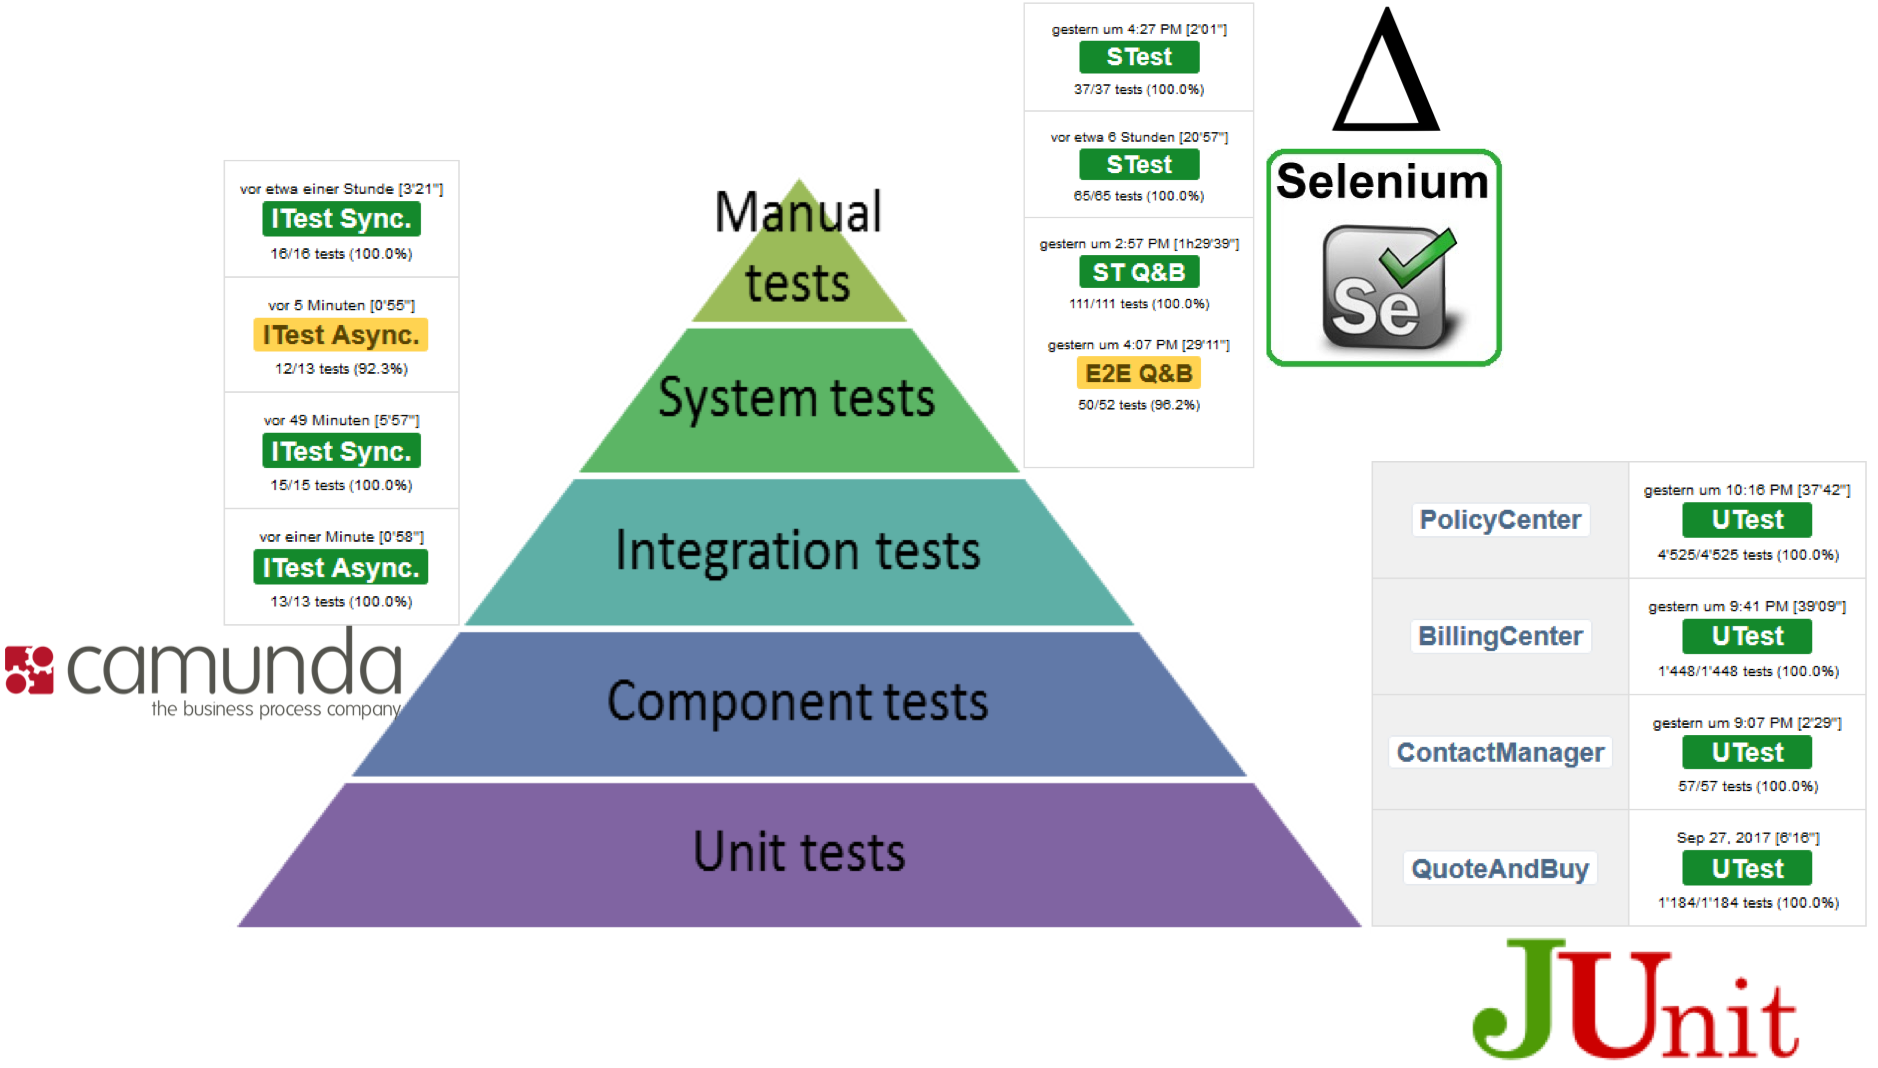 gestern um 4:27 PM [2'01"]
STest
37/37 tests (100.0%)
vor etwa 6 Stunden [20'57"]
STest
65/65 tests (100.0%)
gestern um 2:57 PM [1h29'39"]
ST Q&B
111/111 tests (100.0%)
gestern um 4:07 PM [29'11"]
E2E Q&B
50/52 tests (96.2%)
Δ
Selenium
Se
vor etwa einer Stunde [3'21"]
ITest Sync.
16/16 tests (100.0%)
vor 5 Minuten [0'55"]
ITest Async.
12/13 tests (92.3%)
vor 49 Minuten [5'57"]
ITest Sync.
15/15 tests (100.0%)
vor einer Minute [0'58"]
ITest Async.
13/13 tests (100.0%)
camunda
the business process company
Manual
tests
System tests
Integration tests
Component tests
Unit tests
PolicyCenter
gestern um 10:16 PM [37'42"]
UTest
4'525/4'525 tests (100.0%)
BillingCenter
gestern um 9:41 PM [39'09"]
UTest
1'448/1'448 tests (100.0%)
ContactManager
gestern um 9:07 PM [2'29"]
UTest
57/57 tests (100.0%)
QuoteAndBuy
Sep 27, 2017 [6'16"]
UTest
1'184/1'184 tests (100.0%)
JUnit